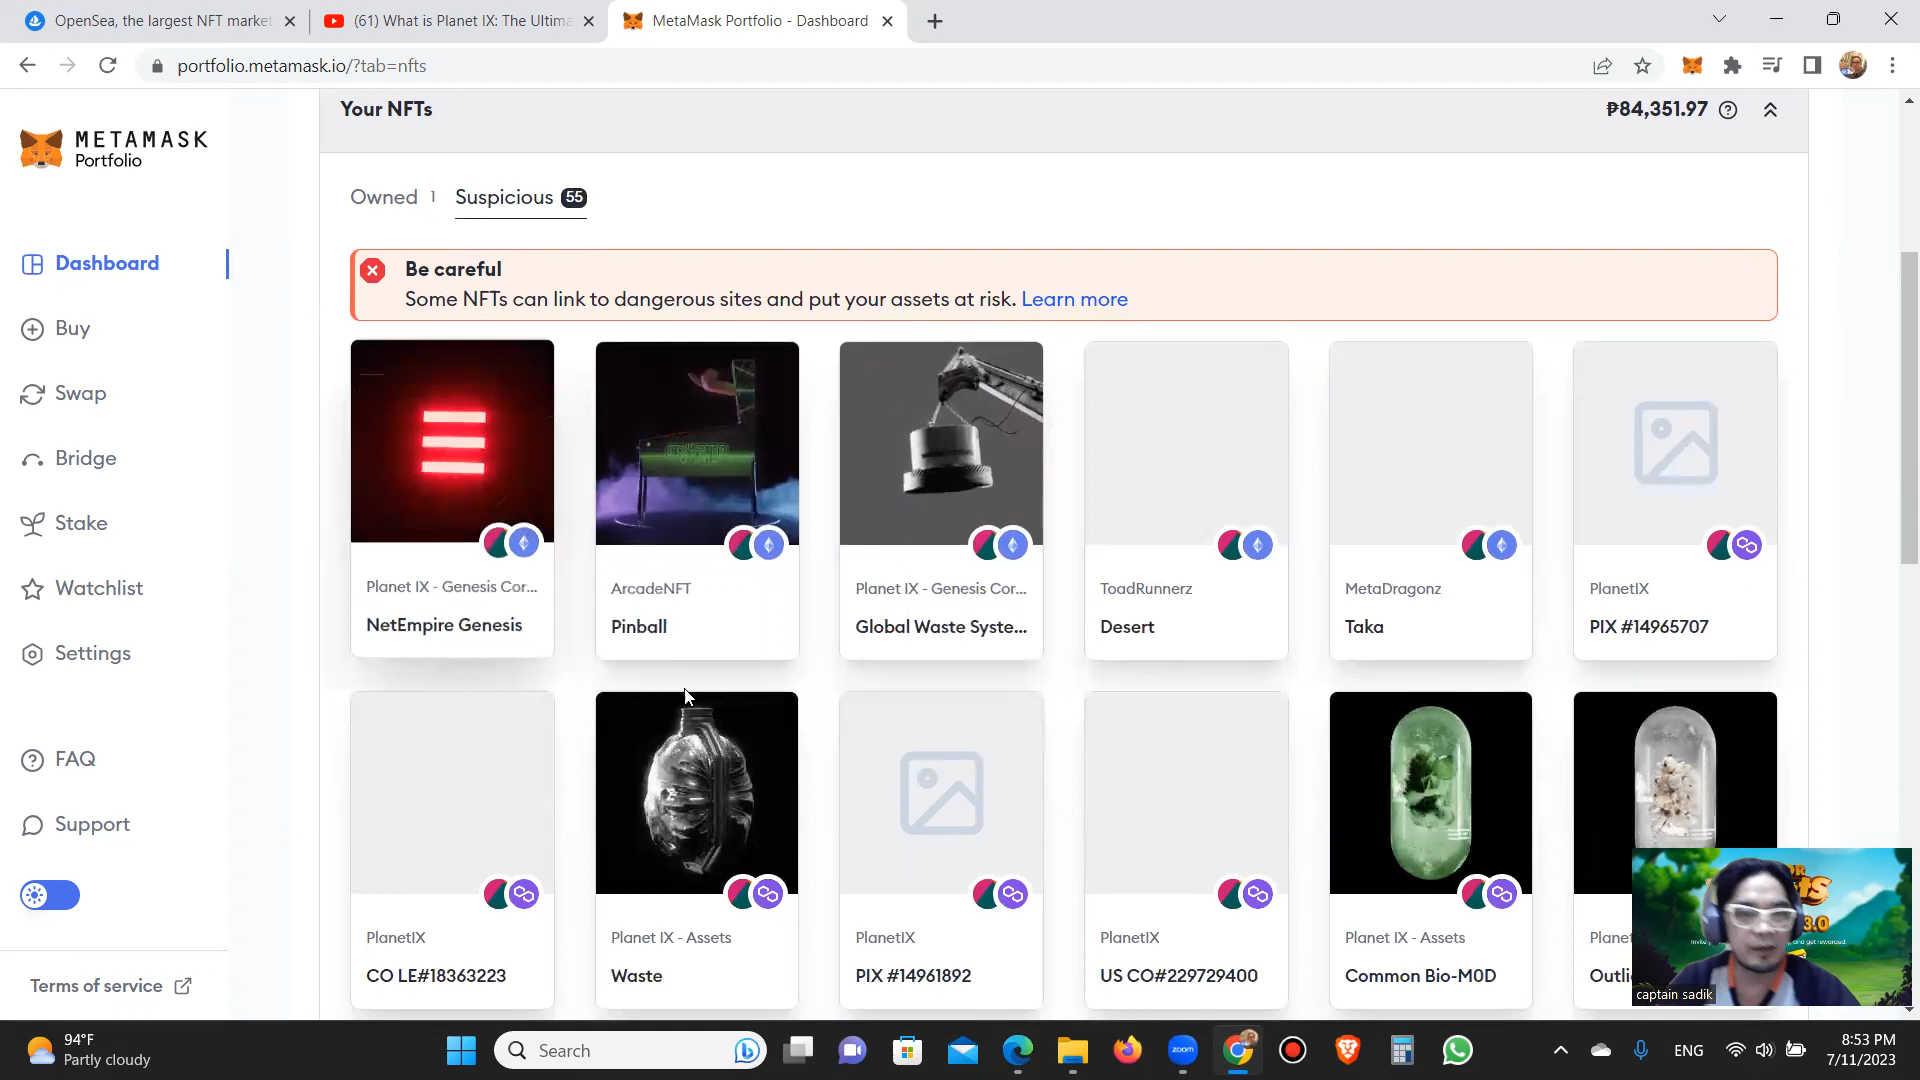 OpenSea, the largest NFT market
(61) What is Planet IX: The Ultima
MetaMask Portfolio - Dashboard
portfolio.metamask.io/?tab=nfts
METAMASK
Portfolio
Your NFTs
₱84,351.97
Owned 1
Suspicious 55
Be careful
Some NFTs can link to dangerous sites and put your assets at risk. Learn more
Dashboard
Buy
Swap
Bridge
Stake
Watchlist
Settings
FAQ
Support
Terms of service
Planet IX - Genesis Cor...
NetEmpire Genesis
ArcadeNFT
Pinball
Planet IX - Genesis Cor...
Global Waste Syste...
ToadRunnerz
Desert
MetaDragonz
Taka
PlanetIX
PIX #14965707
PlanetIX
CO LE#18363223
Planet IX - Assets
Waste
PlanetIX
PIX #14961892
PlanetIX
US CO#229729400
Planet IX - Assets
Common Bio-M0D
Plane
Outli
captain sadik
94°F
Partly cloudy
Search
zoom
ENG
8:53 PM
7/11/2023